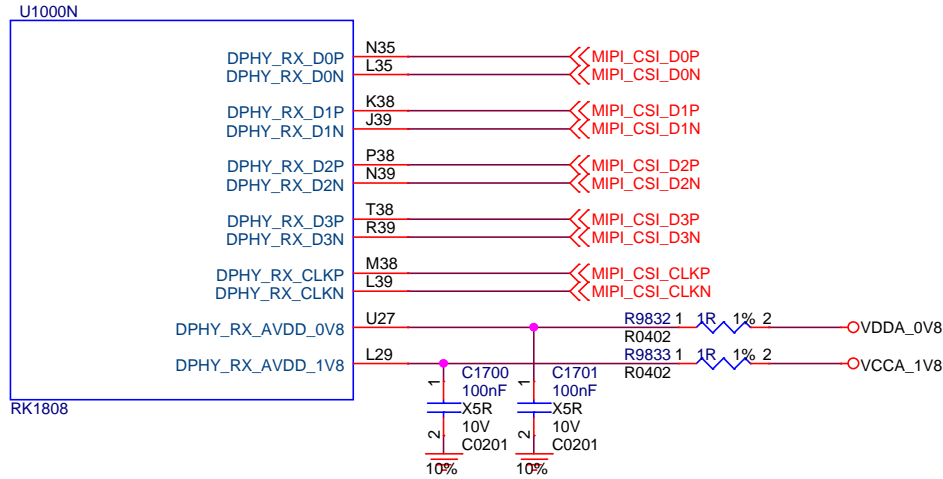 U1000N
DPHY_RX_D0P N35 MIPI_CSI_D0P
DPHY_RX_D0N L35 MIPI_CSI_D0N
DPHY_RX_D1P K38 MIPI_CSI_D1P
DPHY_RX_D1N J39 MIPI_CSI_D1N
DPHY_RX_D2P P38 MIPI_CSI_D2P
DPHY_RX_D2N N39 MIPI_CSI_D2N
DPHY_RX_D3P T38 MIPI_CSI_D3P
DPHY_RX_D3N R39 MIPI_CSI_D3N
DPHY_RX_CLKP M38 MIPI_CSI_CLKP
DPHY_RX_CLKN L39 MIPI_CSI_CLKN
DPHY_RX_AVDD_0V8 U27 R9832 1 1R 1% 2 VDDA_0V8
R0402
DPHY_RX_AVDD_1V8 L29 R9833 1 1R 1% 2 VCCA_1V8
R0402
1 C1700 1 C1701
100nF 100nF
X5R X5R
10V 10V
2 C0201 2 C0201
10% 10%
RK1808